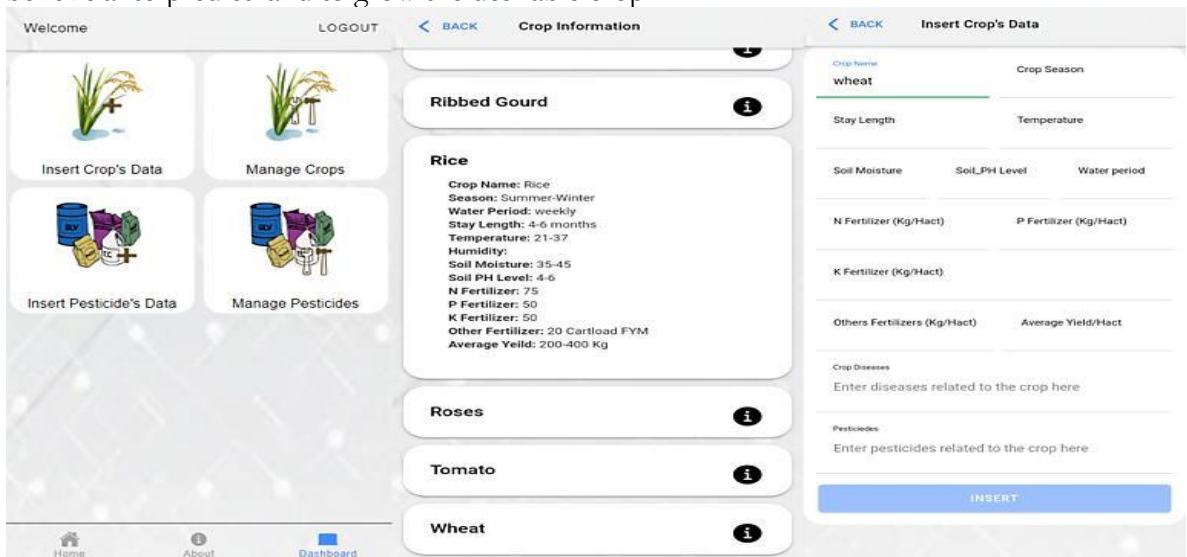 Welcome
LOGOUT
Insert Crop's Data
Manage Crops
Insert Pesticide's Data
Manage Pesticides
Home
About
Dashboard
BACK
Crop Information
Ribbed Gourd
Rice
Crop Name: Rice
Season: Summer-Winter
Water Period: weekly
Stay Length: 4-6 months
Temperature: 21-37
Humidity:
Soil Moisture: 35-45
Soil PH Level: 4-6
N Fertilizer: 75
P Fertilizer: 50
K Fertilizer: 50
Other Fertilizer: 20 Cartload FYM
Average Yeild: 200-400 Kg
Roses
Tomato
Wheat
BACK
Insert Crop's Data
Crop Name
wheat
Crop Season
Stay Length
Temperature
Soil Moisture
Soil_PH Level
Water period
N Fertilizer (Kg/Hact)
P Fertilizer (Kg/Hact)
K Fertilizer (Kg/Hact)
Others Fertilizers (Kg/Hact)
Average Yield/Hact
Crop Diseases
Enter diseases related to the crop here
Pesticiedes
Enter pesticides related to the crop here
INSERT